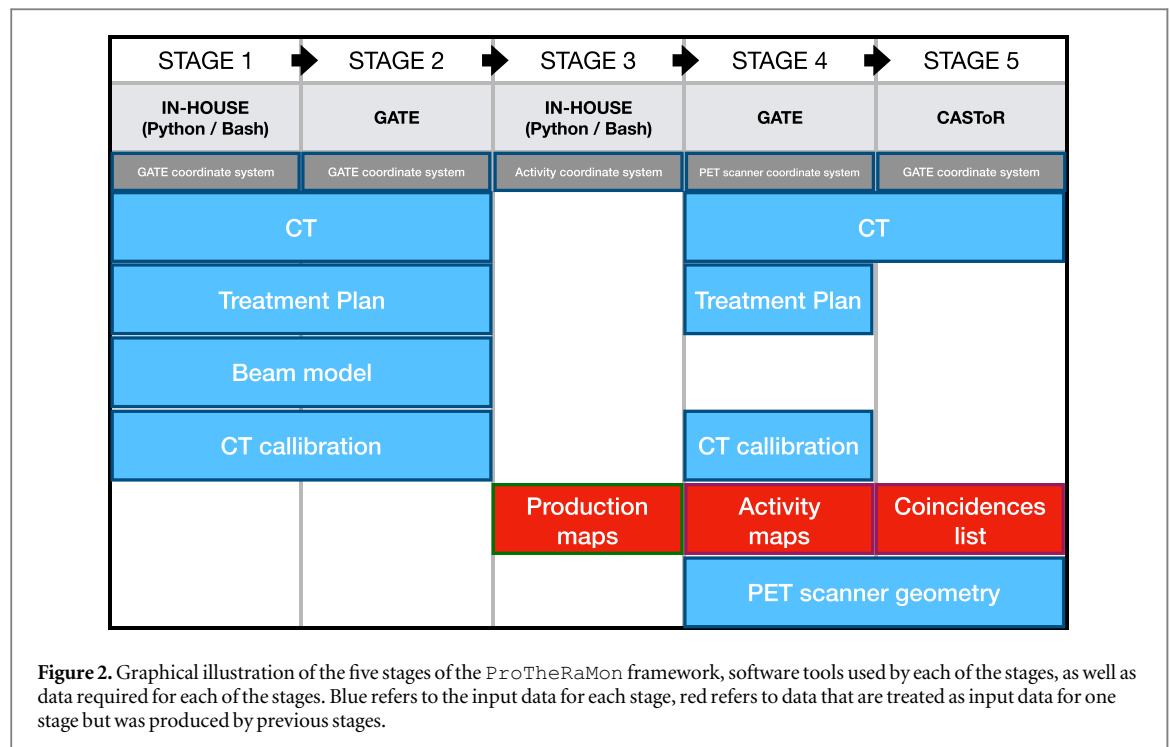 STAGE 1 STAGE 2 STAGE 3 STAGE 4 STAGE 5
IN-HOUSE
(Python / Bash)
GATE
IN-HOUSE
(Python / Bash)
GATE
CASToR
GATE coordinate system GATE coordinate system Activity coordinate system PET scanner coordinate system GATE coordinate system
CT CT
Treatment Plan Treatment Plan
Beam model
CT callibration CT callibration
Production
maps
Activity
maps
Coincidences
list
PET scanner geometry
Figure 2. Graphical illustration of the five stages of the ProTheRaMon framework, software tools used by each of the stages, as well as
data required for each of the stages. Blue refers to the input data for each stage, red refers to data that are treated as input data for one
stage but was produced by previous stages.